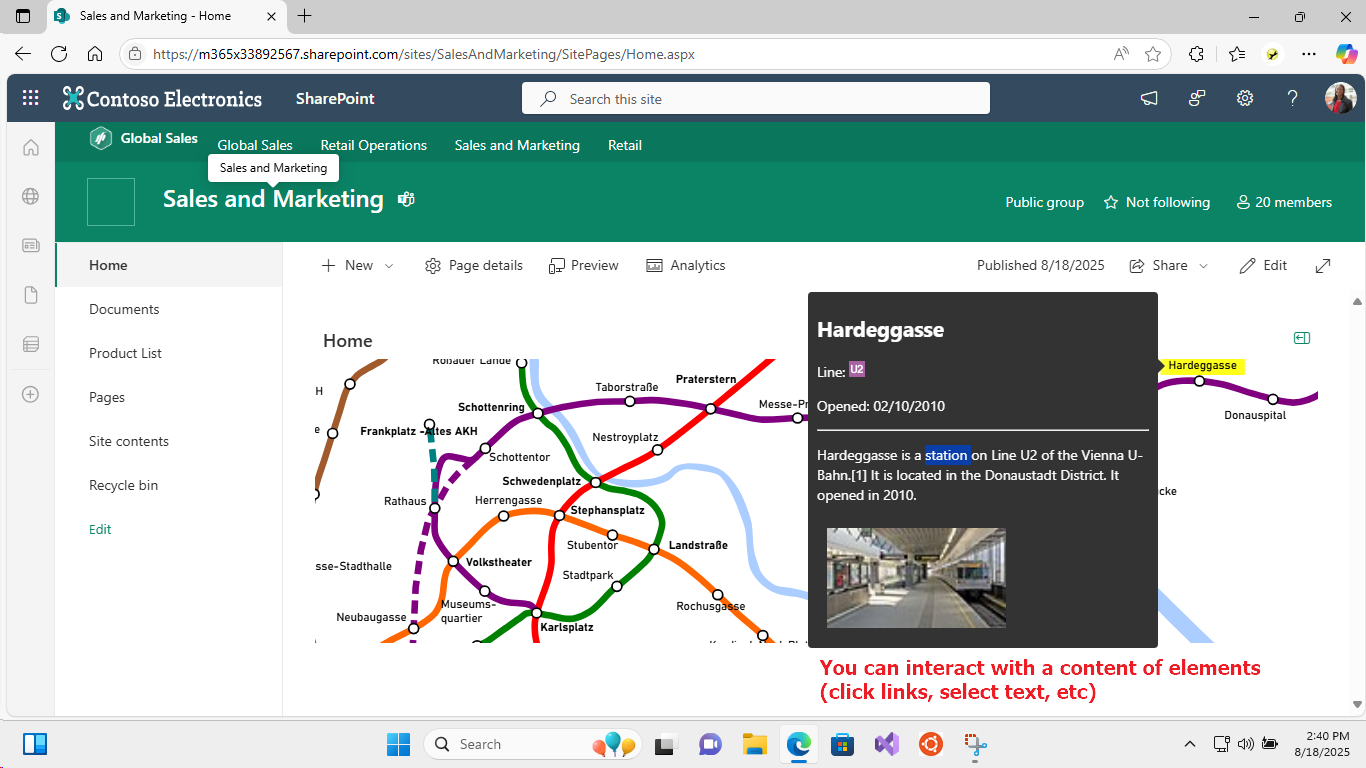 Sales and Marketing - Home
https://m365x33892567.sharepoint.com/sites/SalesAndMarketing/SitePages/Home.aspx
Contoso Electronics
SharePoint
Search this site
Global Sales
Global Sales
Retail Operations
Sales and Marketing
Retail
Sales and Marketing
Sales and Marketing
Public group
Not following
20 members
Home
Documents
Product List
Pages
Site contents
Recycle bin
Edit
New
Page details
Preview
Analytics
Published 8/18/2025
Share
Edit
Home
Hardeggasse
Line: U2
Opened: 02/10/2010
Hardeggasse is a station on Line U2 of the Vienna U-
Bahn.[1] It is located in the Donaustadt District. It
opened in 2010.
Roßauer Lände
H
e
Schottenring
Taborstraße
Praterstern
Messe-Pr
Hardeggasse
Donauspital
Frankplatz -Altes AKH
Nestroyplatz
Schottentor
Schwedenplatz
Rathaus
Herrengasse
Stephansplatz
Stubentor
Landstraße
cke
sse-Stadthalle
Volkstheater
Stadtpark
Museums-
quartier
Neubaugasse
Rochusgasse
Karlsplatz
You can interact with a content of elements
(click links, select text, etc)
Search
2:40 PM
8/18/2025